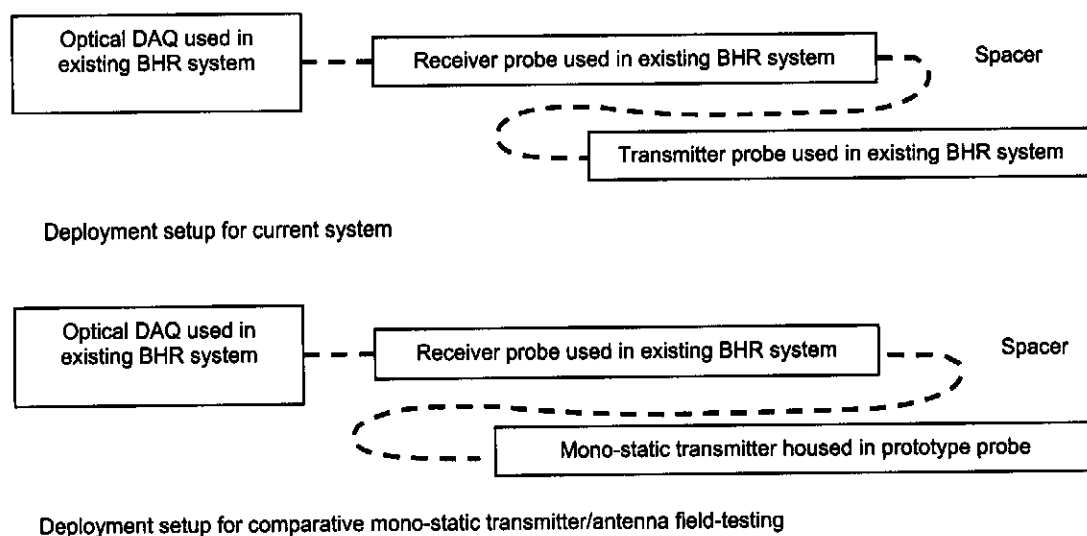 Optical DAQ used in
existing BHR system
Receiver probe used in existing BHR system
Spacer
Transmitter probe used in existing BHR system
Deployment setup for current system
Optical DAQ used in
existing BHR system
Receiver probe used in existing BHR system
Spacer
Mono-static transmitter housed in prototype probe
Deployment setup for comparative mono-static transmitter/antenna field-testing